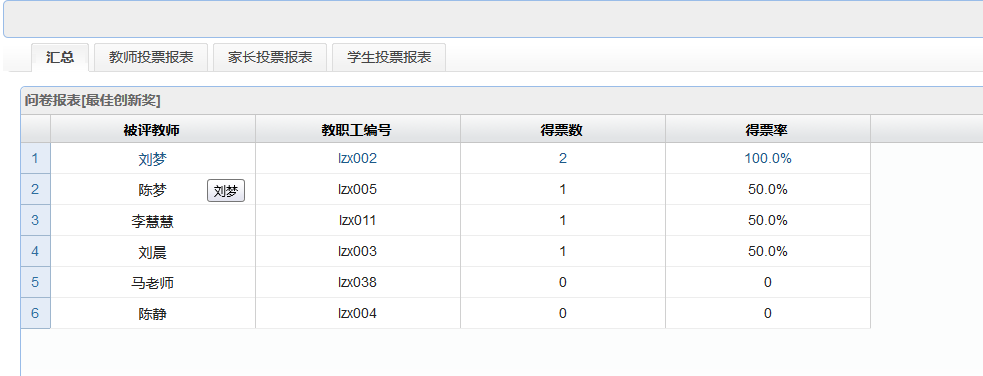 汇总 教师投票报表 家长投票报表 学生投票报表
问卷报表[最佳创新奖]
被评教师 教职工编号 得票数 得票率
1 刘梦 lzx002 2 100.0%
2 陈梦 刘梦 lzx005 1 50.0%
3 李慧慧 lzx011 1 50.0%
4 刘晨 lzx003 1 50.0%
5 马老师 lzx038 0 0
6 陈静 lzx004 0 0